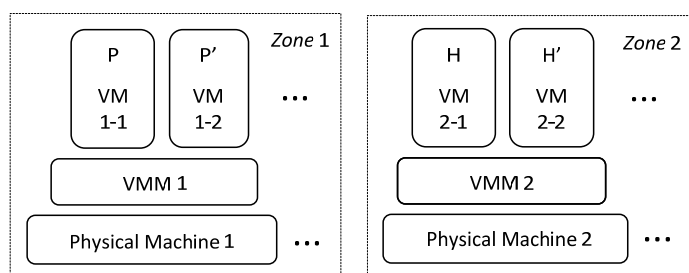 Zone 1
P
P’
VM
1-1
VM
1-2
...
VMM 1
Physical Machine 1
...
Zone 2
H
H’
VM
2-1
VM
2-2
...
VMM 2
Physical Machine 2
...